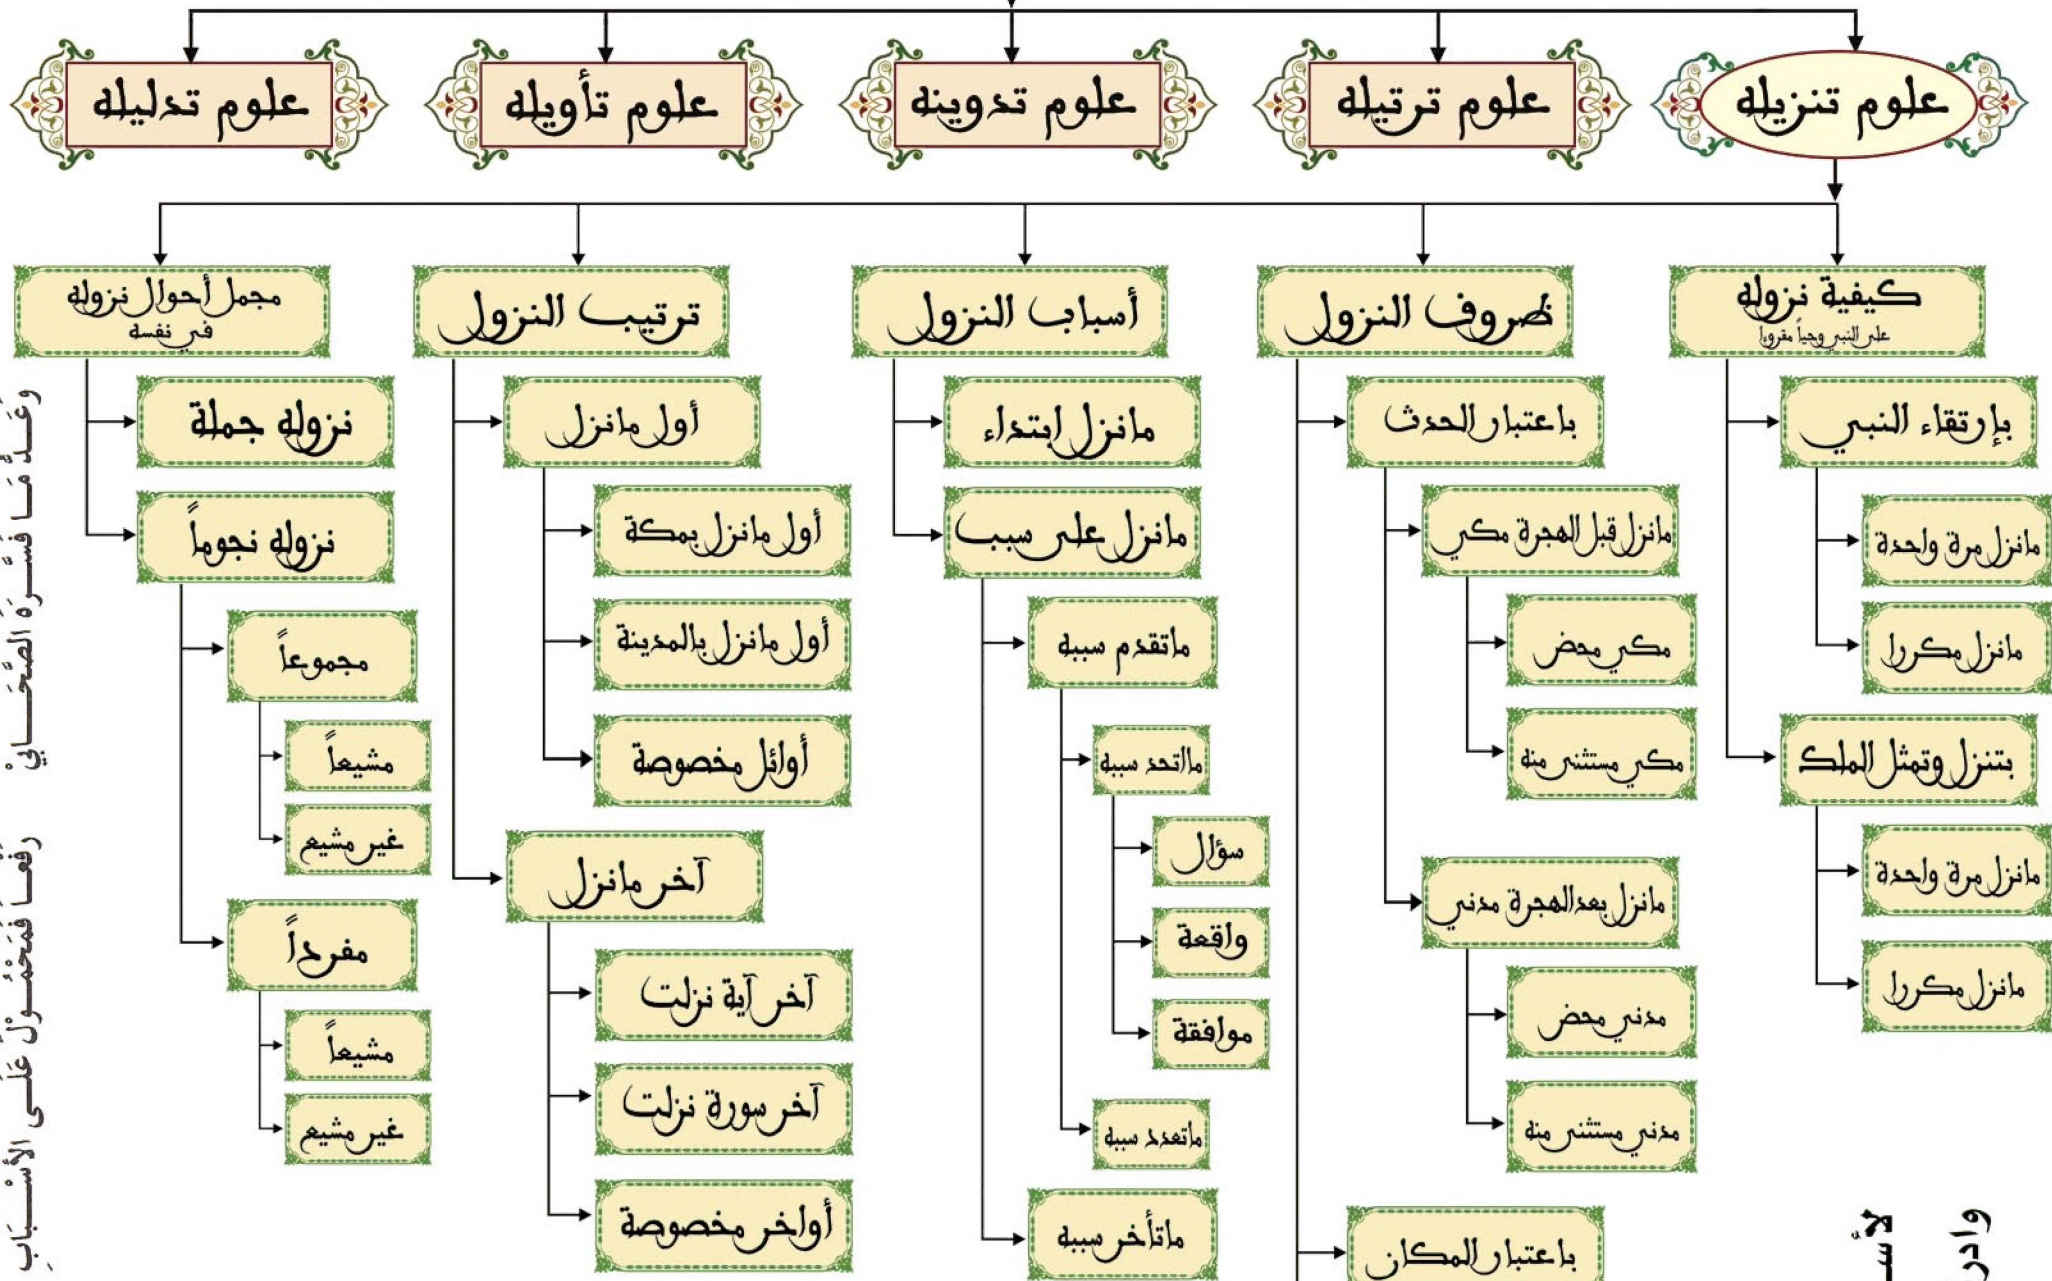 علوم تنزيله
علوم ترتيله
علوم تدوينه
علوم تأويله
علوم تدليله
كيفية نزوله
على النبي وحياً مقروءا
بإرتقاء النبي
مانزل مرة واحدة
مانزل مكررا
بتنزل وتمثل الملك
مانزل مرة واحدة
مانزل مكررا
ظروف النزول
باعتبار الحدث
مانزل قبل الهجرة مكي
مكي محض
مكي مستثنى منه
مانزل بعد الهجرة مدني
مدني محض
مدني مستثنى منه
باعتبار المكان
أسباب النزول
مانزل ابتداء
مانزل على سبب
ماتقدم سببه
مااتحد سببه
سؤال
واقعة
موافقة
ماتعدد سببه
ماتأخر سببه
ترتيب النزول
أول مانزل
أول مانزل بمكة
أول مانزل بالمدينة
أوائل مخصوصة
آخر مانزل
آخر آية نزلت
آخر سورة نزلت
أواخر مخصوصة
مجمل أحوال نزوله
في نفسه
نزوله جملة
نزوله نجوماً
مجموعاً
مشيعاً
غير مشيع
مفرداً
مشيعاً
غير مشيع
وَعَدُّ مَا فَسَّرَهُ الصَّحَابِيْ
رَفْعاً فَمَحْمُوْلٌ عَلَى الأَسْبَابِ